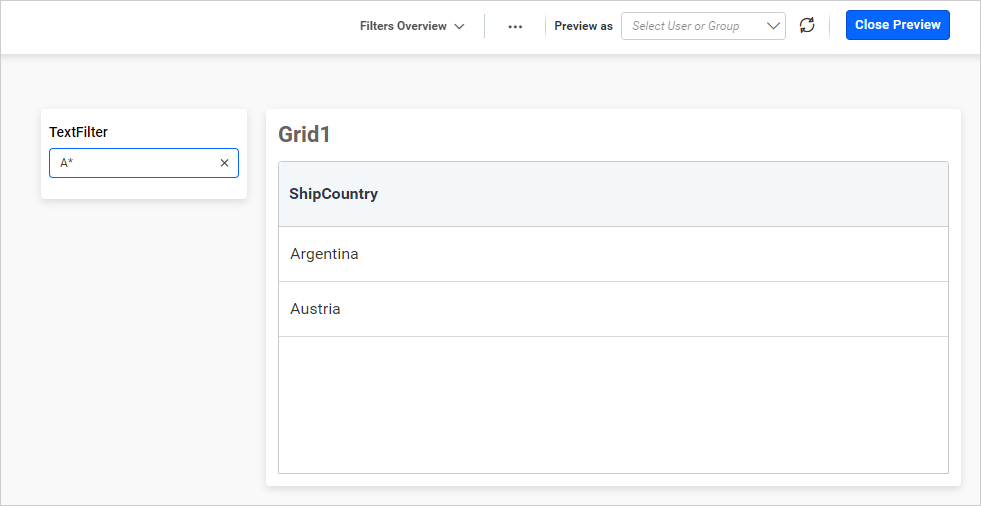 Filters Overview
Preview as
Select User or Group
Close Preview
TextFilter
A*
Grid1
ShipCountry
Argentina
Austria